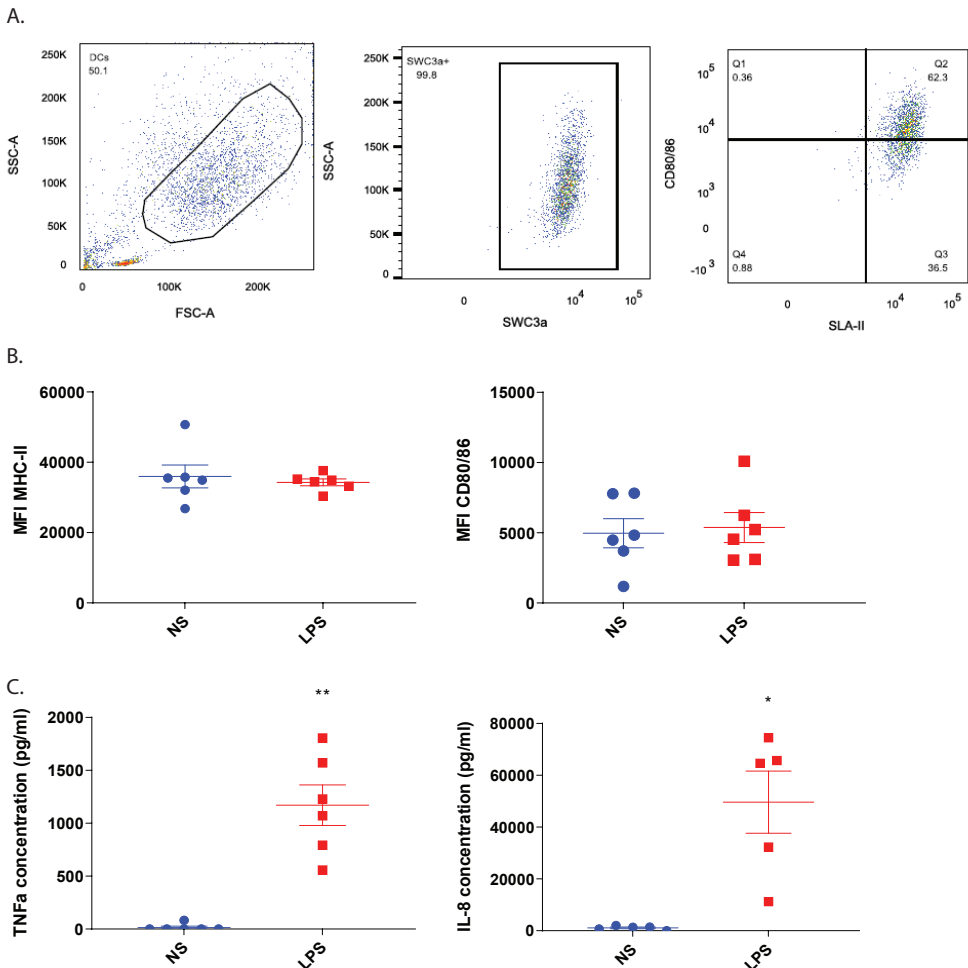 A.
DCs
50.1
250K
200K
150K
100K
50K
0
SSC-A
0
100K
200K
FSC-A
SWC3a+
99.8
250K
200K
150K
100K
50K
0
SSC-A
0
10^4
10^5
SWC3a
Q1
0.36
Q2
62.3
Q4
0.88
Q3
36.5
10^5
10^4
10^3
0
-10^3
CD80/86
0
10^4
10^5
SLA-II
B.
60000
40000
20000
0
MFI MHC-II
NS
LPS
15000
10000
5000
0
MFI CD80/86
NS
LPS
C.
**
2000
1500
1000
500
0
TNFa concentration (pg/ml)
NS
LPS
*
80000
60000
40000
20000
0
IL-8 concentration (pg/ml)
NS
LPS